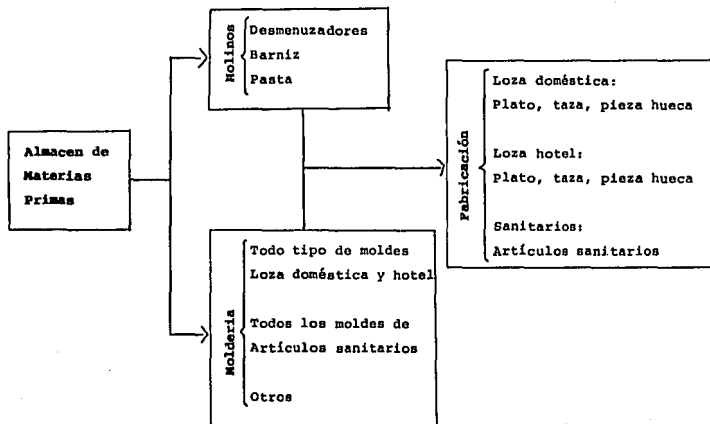 Almacen de
Materias
Primas
Molinos
Desmenuzadores
Barniz
Pasta
Molderia
Todo tipo de moldes
Loza doméstica y hotel
Todos los moldes de
Artículos sanitarios
Otros
Fabricación
Loza doméstica:
Plato, taza, pieza hueca
Loza hotel:
Plato, taza, pieza hueca
Sanitarios:
Artículos sanitarios